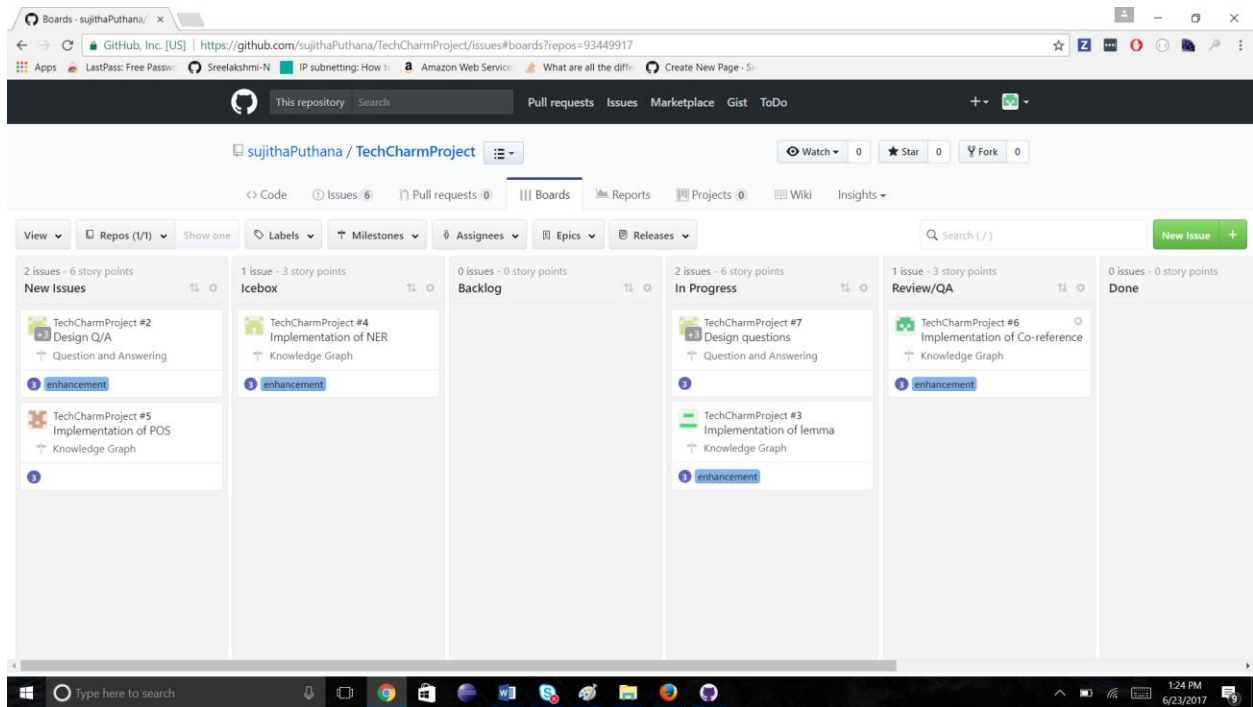 Boards - sujithaPuthana/
GitHub, Inc. [US] | https://github.com/sujithaPuthana/TechCharmProject/issues#boards?repos=93449917
Apps LastPass: Free Passwo Sreelakshmi-N IP subnetting: How to Amazon Web Service What are all the diffe Create New Page · Sr
This repository Search Pull requests Issues Marketplace Gist ToDo
sujithaPuthana / TechCharmProject Watch 0 Star 0 Fork 0
Code Issues 6 Pull requests 0 Boards Reports Projects 0 Wiki Insights
View Repos (1/1) Show one Labels Milestones Assignees Epics Releases Search ( / ) New Issue +
2 issues - 6 story points
New Issues
TechCharmProject #2
+3 Design Q/A
Question and Answering
3 enhancement
TechCharmProject #5
Implementation of POS
Knowledge Graph
3
1 issue - 3 story points
Icebox
TechCharmProject #4
Implementation of NER
Knowledge Graph
3 enhancement
0 issues - 0 story points
Backlog
2 issues - 6 story points
In Progress
TechCharmProject #7
+3 Design questions
Question and Answering
3
TechCharmProject #3
Implementation of lemma
Knowledge Graph
3 enhancement
1 issue - 3 story points
Review/QA
TechCharmProject #6
Implementation of Co-reference
Knowledge Graph
3 enhancement
0 issues - 0 story points
Done
Type here to search
1:24 PM
6/23/2017